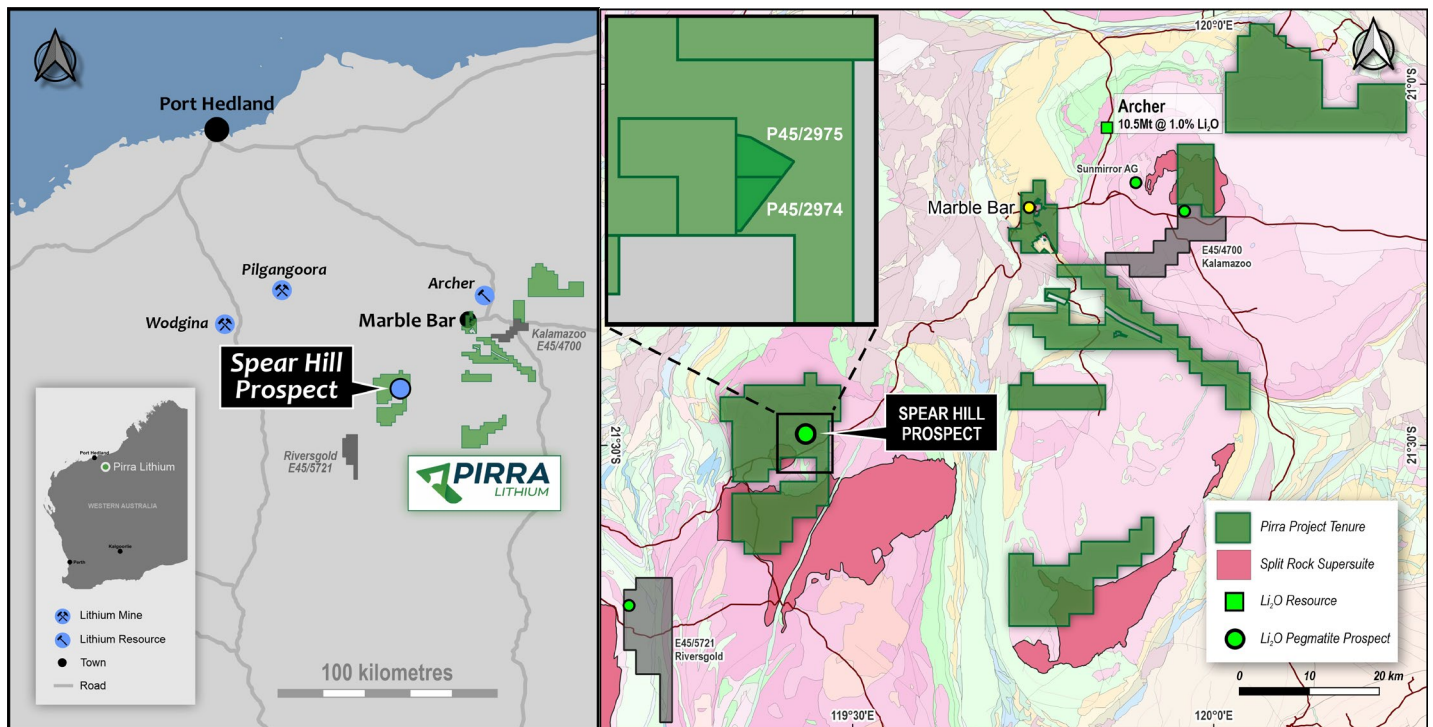 Port Hedland
Pilgangoora
Wodgina
Archer
Marble Bar
Kalamazoo
E45/4700
Spear Hill
Prospect
Riversgold
E45/5721
PIRRA
LITHIUM
Port Hedland
Pirra Lithium
WESTERN AUSTRALIA
Kalgoorlie
Perth
Lithium Mine
Lithium Resource
Town
Road
100 kilometres
P45/2975
P45/2974
120°0'E
21°0'S
Archer
10.5Mt @ 1.0% Li₂O
Sunmirror AG
Marble Bar
E45/4700
Kalamazoo
SPEAR HILL
PROSPECT
21°30'S
21°30'S
E45/5721
Riversgold
Pirra Project Tenure
Split Rock Supersuite
Li₂O Resource
Li₂O Pegmatite Prospect
0 10 20 km
119°30'E
120°0'E